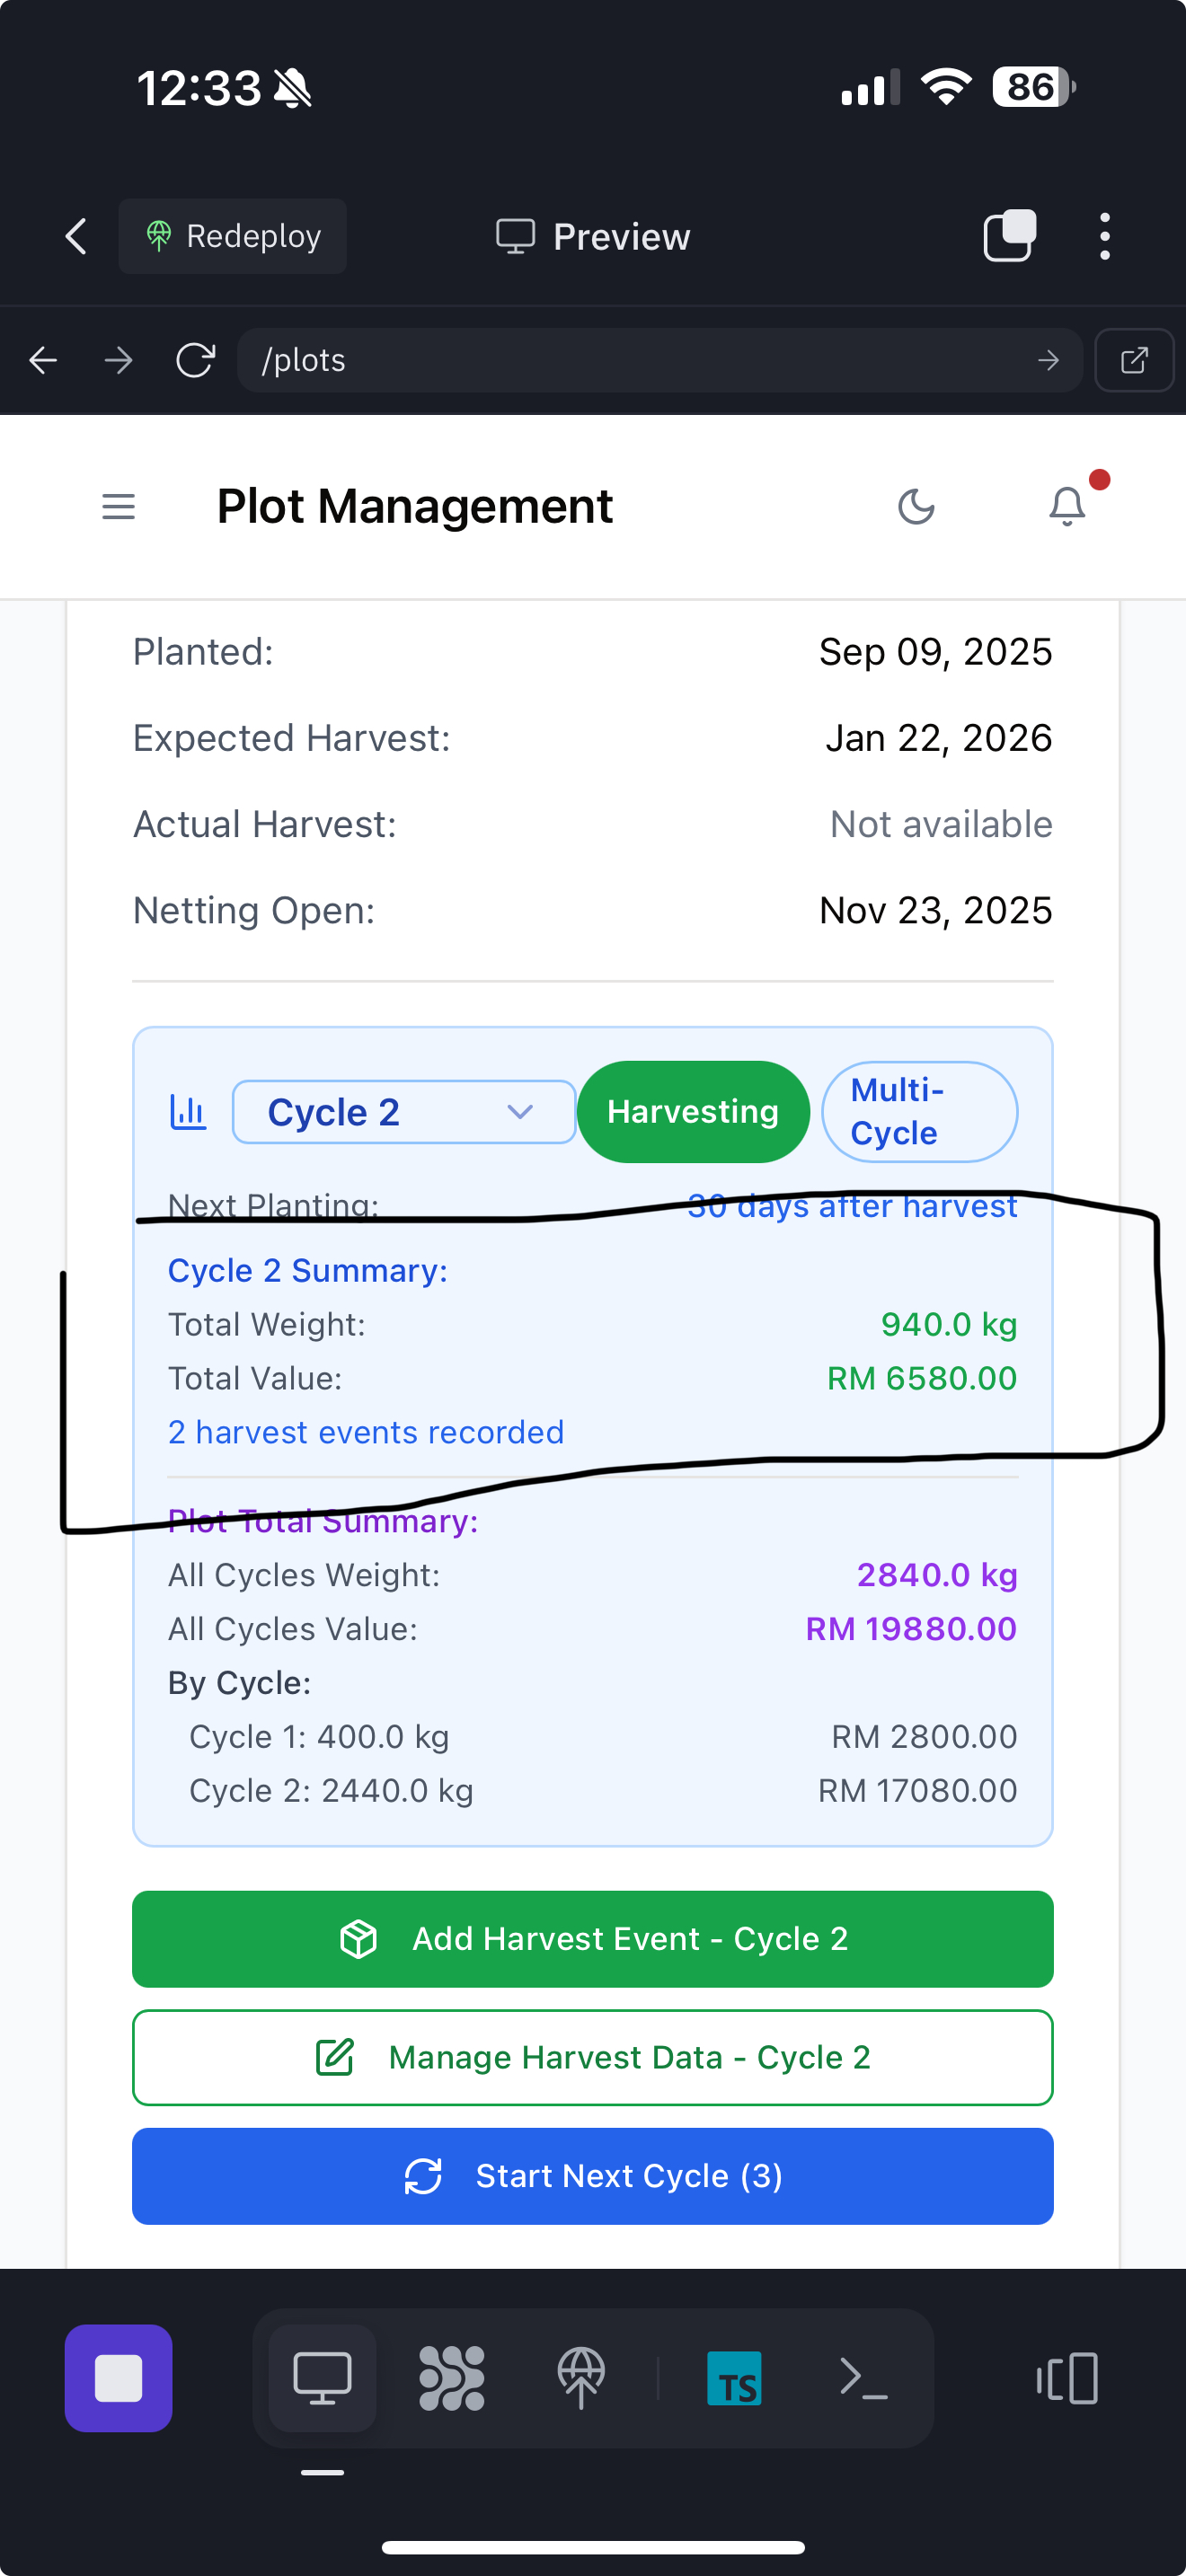 12:33
86
Redeploy
Preview
/plots
Plot Management
Planted: Sep 09, 2025
Expected Harvest: Jan 22, 2026
Actual Harvest: Not available
Netting Open: Nov 23, 2025
Cycle 2
Harvesting
Multi-
Cycle
Next Planting: 30 days after harvest
Cycle 2 Summary:
Total Weight: 940.0 kg
Total Value: RM 6580.00
2 harvest events recorded
Plot Total Summary:
All Cycles Weight: 2840.0 kg
All Cycles Value: RM 19880.00
By Cycle:
Cycle 1: 400.0 kg RM 2800.00
Cycle 2: 2440.0 kg RM 17080.00
Add Harvest Event - Cycle 2
Manage Harvest Data - Cycle 2
Start Next Cycle (3)
TS